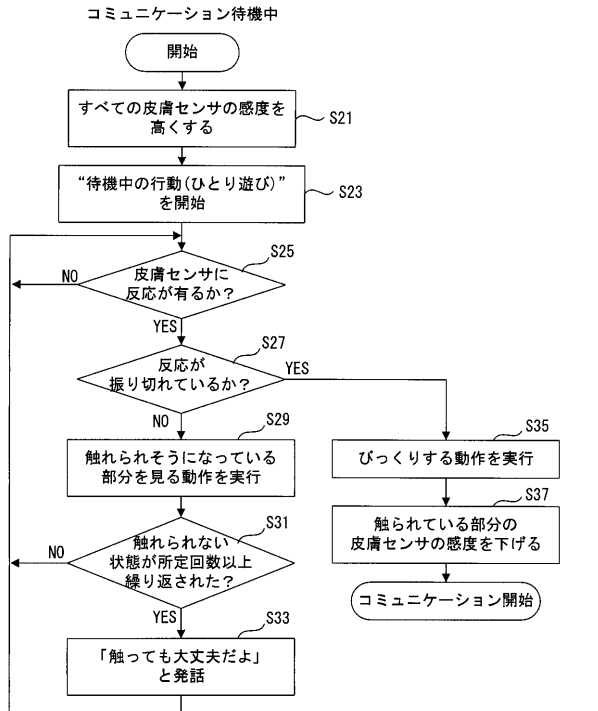 コミュニケーション待機中
開始
すべての皮膚センサの感度を
高くする
S21
“待機中の行動(ひとり遊び)”
を開始
S23
S25
皮膚センサに
反応が有るか？
NO
YES
S27
反応が
振り切れているか？
YES
NO
S29
触れられそうになっている
部分を見る動作を実行
S31
触れられない
状態が所定回数以上
繰り返された？
NO
YES
S33
「触っても大丈夫だよ」
と発話
S35
びっくりする動作を実行
S37
触られている部分の
皮膚センサの感度を下げる
コミュニケーション開始